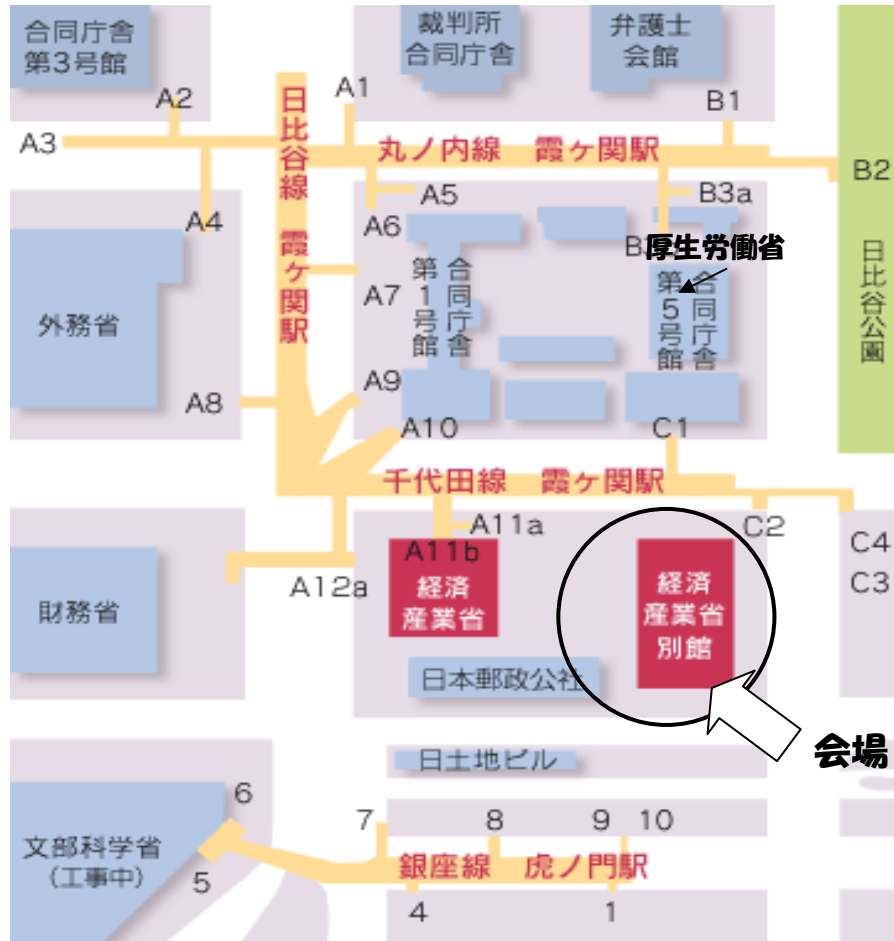 合同庁舎
第3号館
裁判所
合同庁舎
弁護士
会館
A2
A1
B1
A3
日比谷線 霞ヶ関駅
丸ノ内線 霞ヶ関駅
B2
A5
B3a
A4
A6
厚生労働省
日比谷公園
外務省
A7
合同庁舎
第1号館
合同庁舎
第5号館
A9
A8
A10
C1
千代田線 霞ヶ関駅
A11a
C2
A11b
C4
A12a
C3
経済
産業省
経済
産業省
別館
財務省
日本郵政公社
会場
日土地ビル
6
7
8
9
10
文部科学省
(工事中)
5
銀座線 虎ノ門駅
4
1